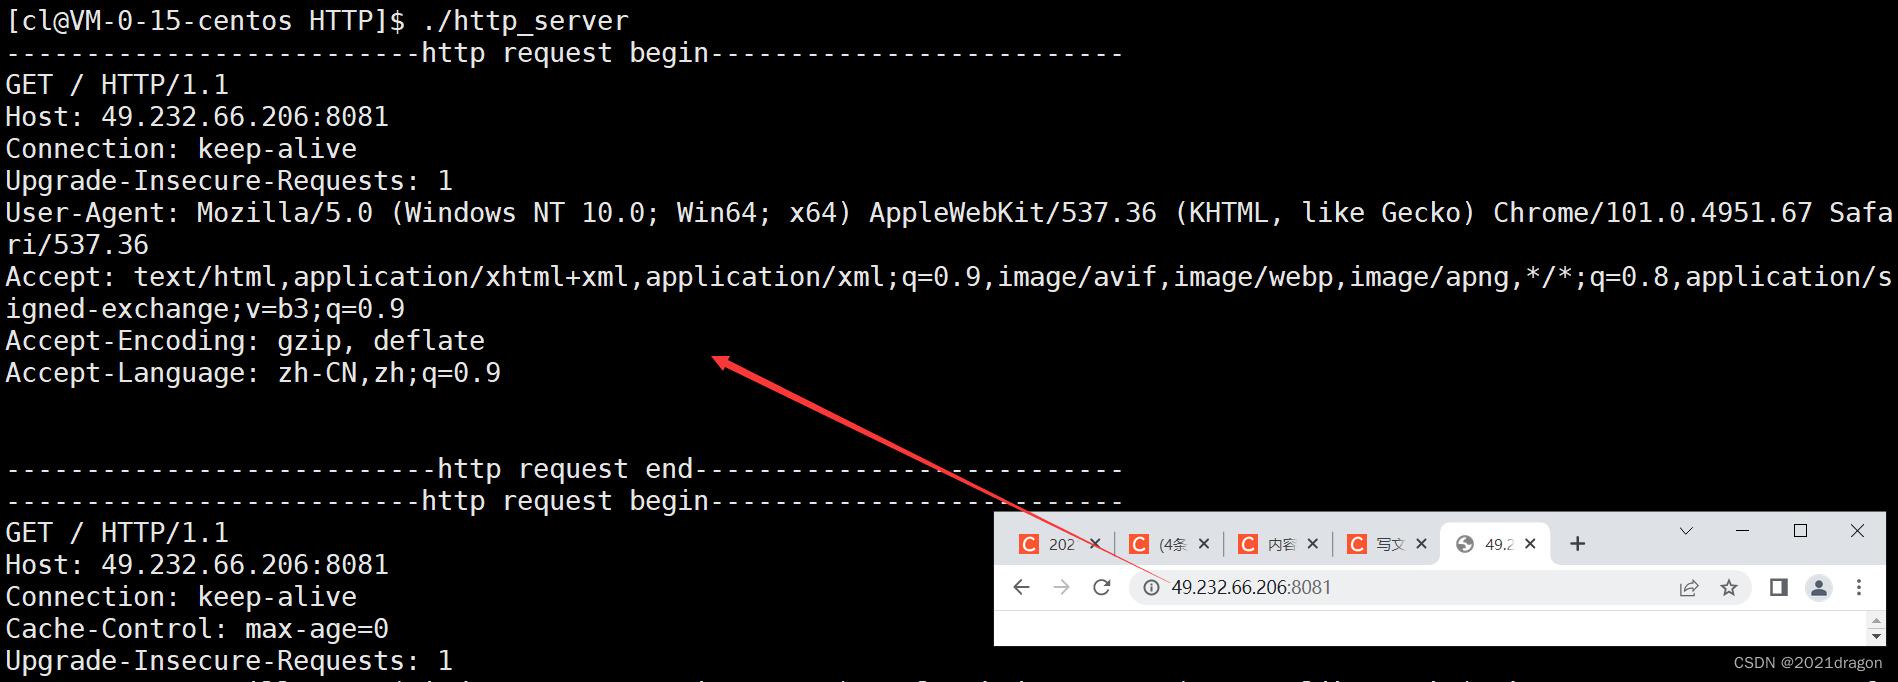 [cl@VM-0-15-centos HTTP]$ ./http_server
--------------------------http request begin--------------------------
GET / HTTP/1.1
Host: 49.232.66.206:8081
Connection: keep-alive
Upgrade-Insecure-Requests: 1
User-Agent: Mozilla/5.0 (Windows NT 10.0; Win64; x64) AppleWebKit/537.36 (KHTML, like Gecko) Chrome/101.0.4951.67 Safa
ri/537.36
Accept: text/html,application/xhtml+xml,application/xml;q=0.9,image/avif,image/webp,image/apng,*/*;q=0.8,application/s
igned-exchange;v=b3;q=0.9
Accept-Encoding: gzip, deflate
Accept-Language: zh-CN,zh;q=0.9
---------------------------http request end---------------------------
--------------------------http request begin--------------------------
GET / HTTP/1.1
Host: 49.232.66.206:8081
Connection: keep-alive
Cache-Control: max-age=0
Upgrade-Insecure-Requests: 1
202 (4条 内容 写文 49.2
49.232.66.206:8081
CSDN @2021dragon